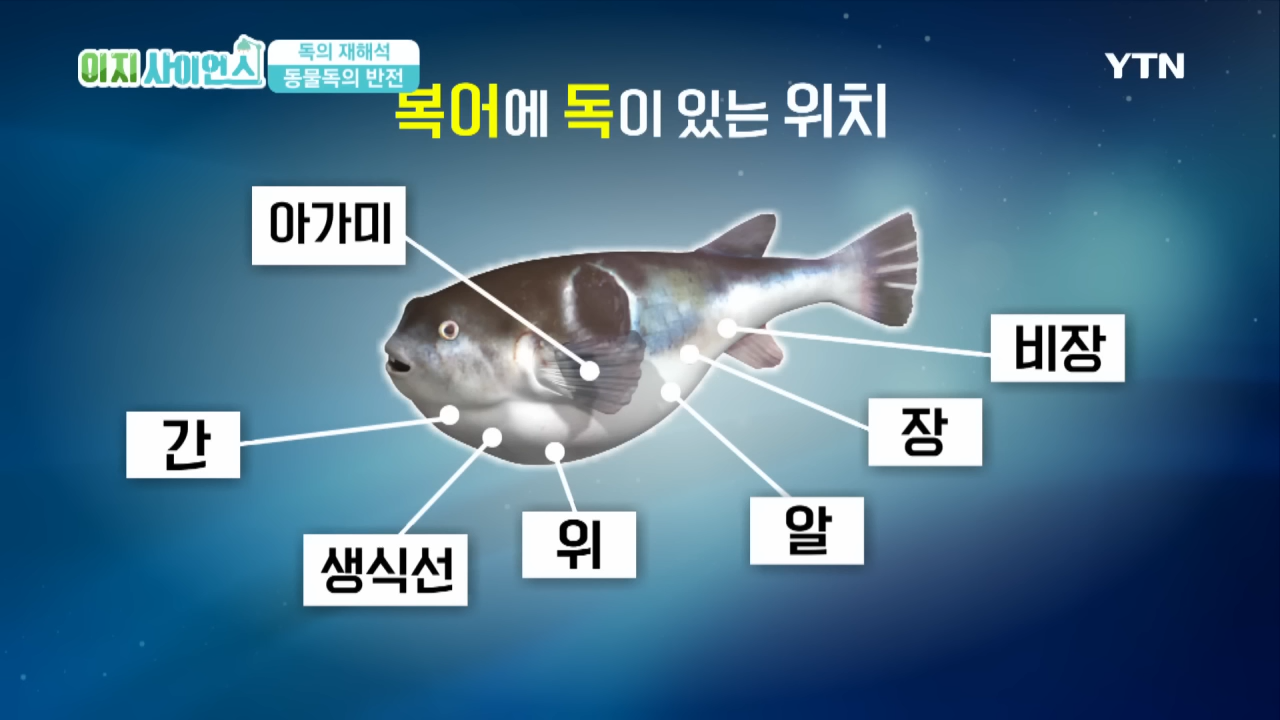 이지 사이언스
독의 재해석
동물독의 반전
YTN
복어에 독이 있는 위치
아가미
비장
장
간
알
위
생식선